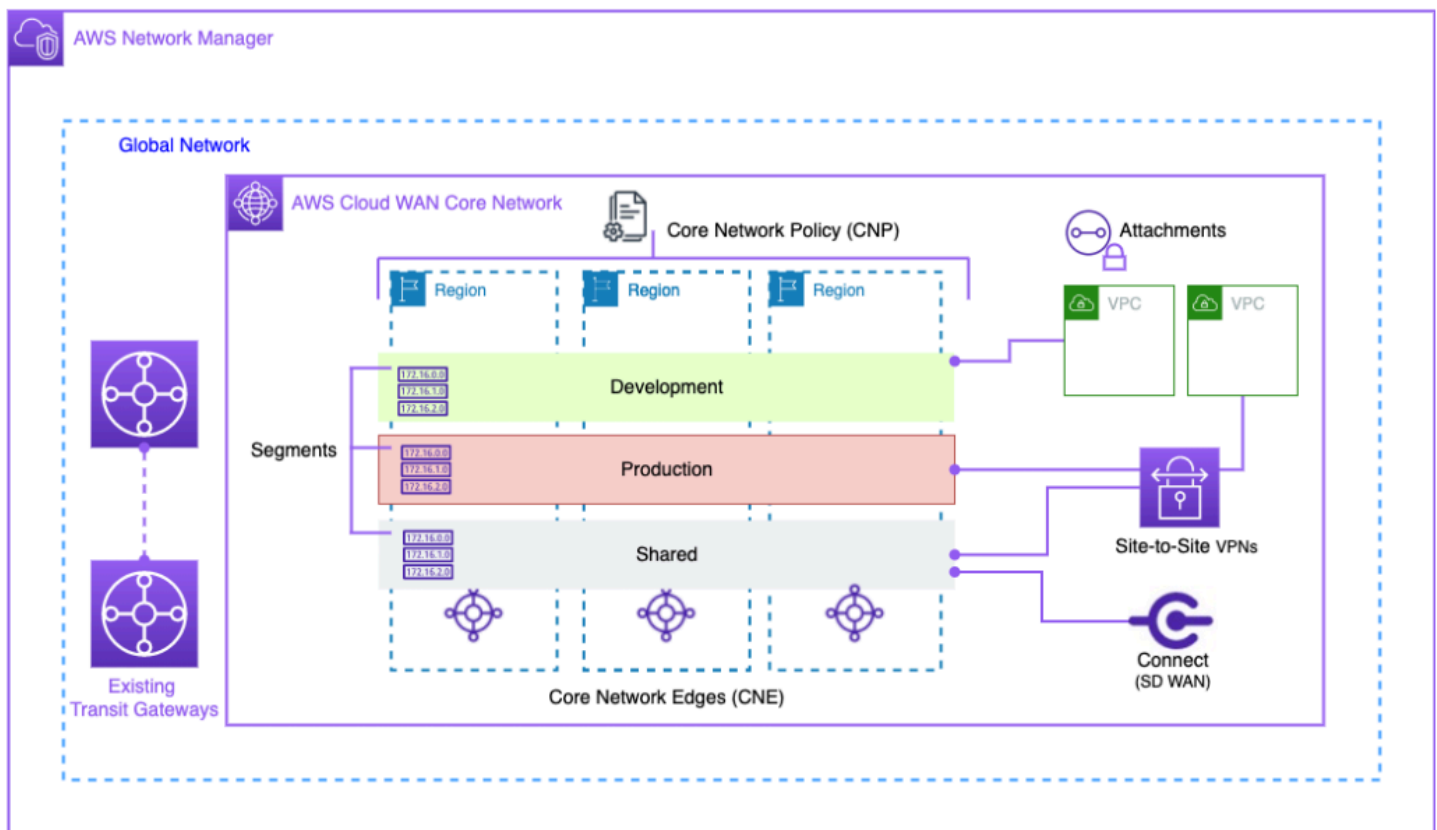 AWS Network Manager
Global Network
AWS Cloud WAN Core Network
Core Network Policy (CNP)
Attachments
Region
Region
Region
VPC
VPC
172.16.0.0
172.16.1.0
172.16.2.0
Development
Segments
172.16.0.0
172.16.1.0
172.16.2.0
Production
172.16.0.0
172.16.1.0
172.16.2.0
Shared
Site-to-Site VPNs
Connect
(SD WAN)
Existing
Transit Gateways
Core Network Edges (CNE)